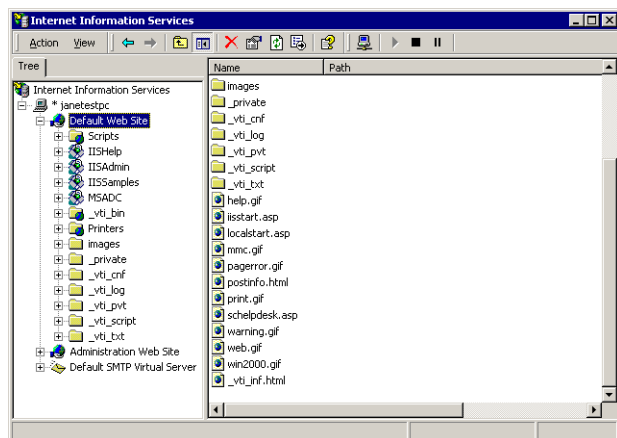 Internet Information Services
Action View
Tree
Name Path
Internet Information Services
* janetestpc
Default Web Site
Scripts
IISHelp
IISAdmin
IISSamples
MSADC
_vti_bin
Printers
images
_private
_vti_cnf
_vti_log
_vti_pvt
_vti_script
_vti_txt
Administration Web Site
Default SMTP Virtual Server
images
_private
_vti_cnf
_vti_log
_vti_pvt
_vti_script
_vti_txt
help.gif
iisstart.asp
localstart.asp
mmc.gif
pagerror.gif
postinfo.html
print.gif
schelpdesk.asp
warning.gif
web.gif
win2000.gif
_vti_inf.html